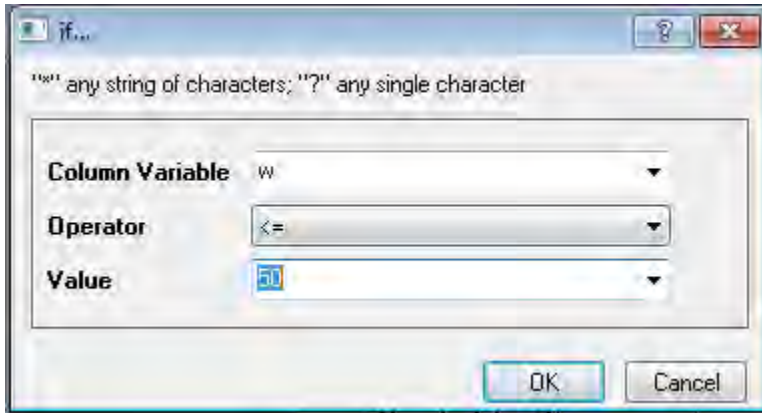 if...
?
"*" any string of characters; "?" any single character
Column Variable w
Operator <=
Value 50
OK Cancel